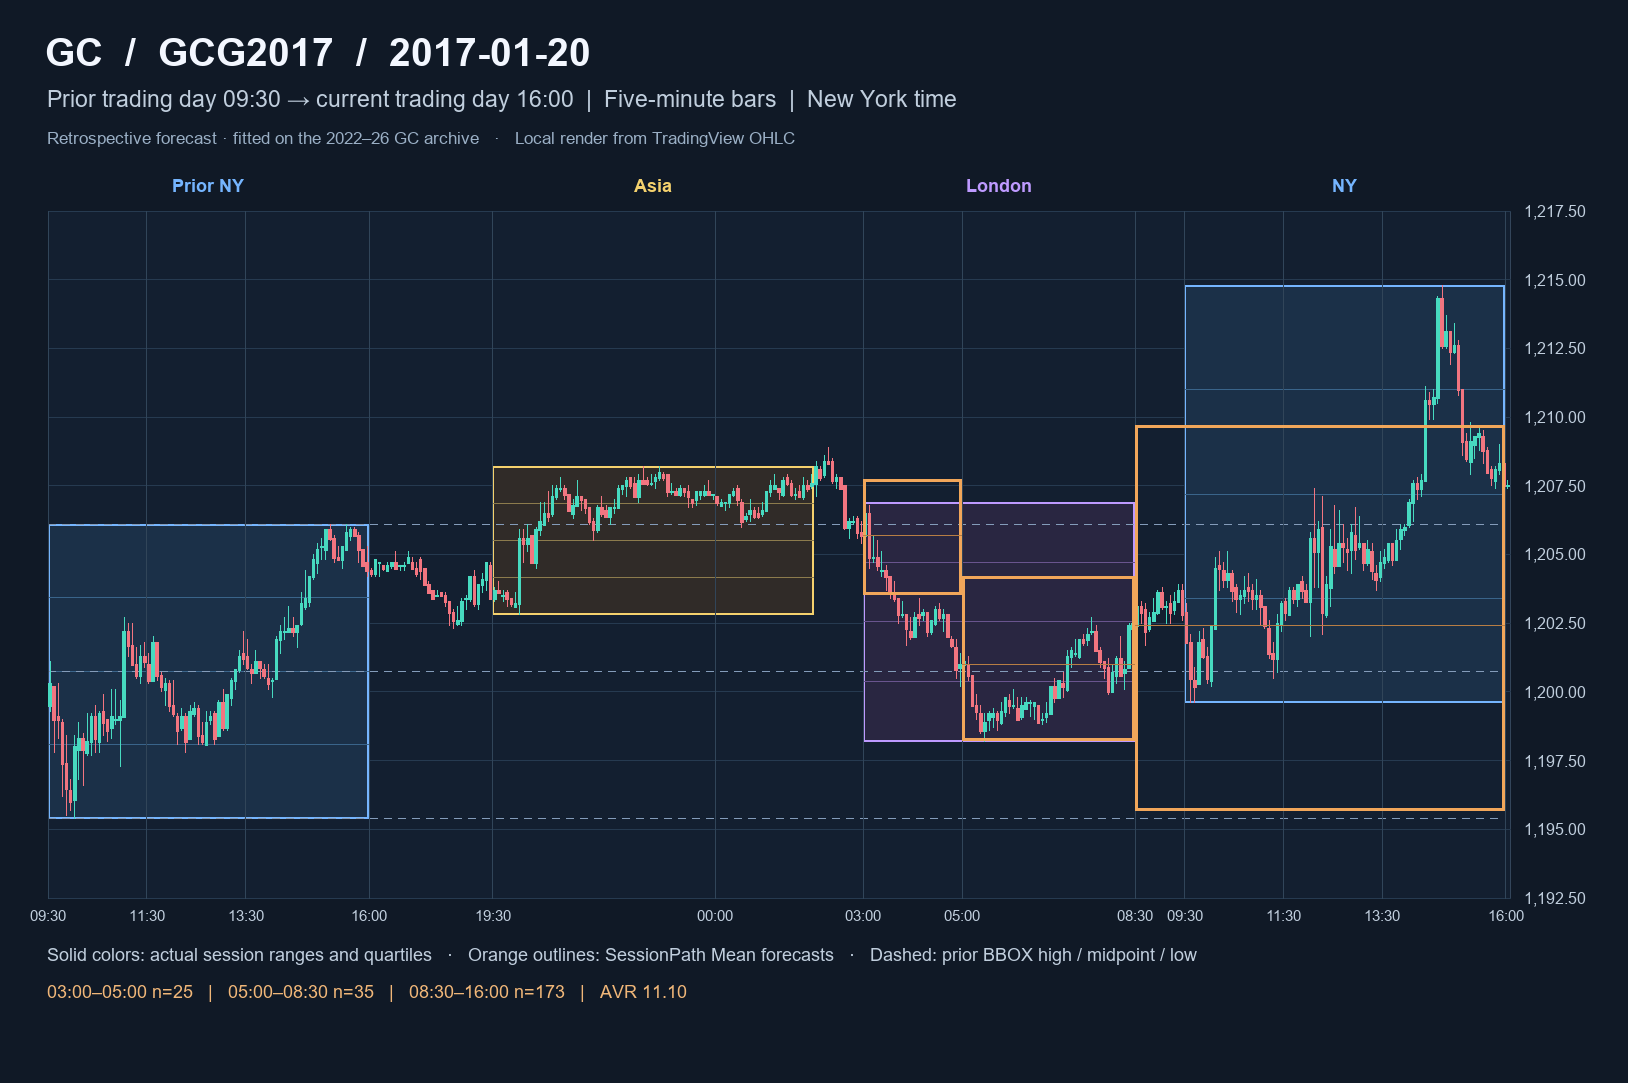 GC / GCG2017 / 2017-01-20
Prior trading day 09:30 → current trading day 16:00 | Five-minute bars | New York time
Retrospective forecast · fitted on the 2022–26 GC archive · Local render from TradingView OHLC
Prior NY Asia London NY
1,217.50
1,215.00
1,212.50
1,210.00
1,207.50
1,205.00
1,202.50
1,200.00
1,197.50
1,195.00
1,192.50
09:30 11:30 13:30 16:00 19:30 00:00 03:00 05:00 08:30 09:30 11:30 13:30 16:00
Solid colors: actual session ranges and quartiles · Orange outlines: SessionPath Mean forecasts · Dashed: prior BBOX high / midpoint / low
03:00–05:00 n=25 | 05:00–08:30 n=35 | 08:30–16:00 n=173 | AVR 11.10